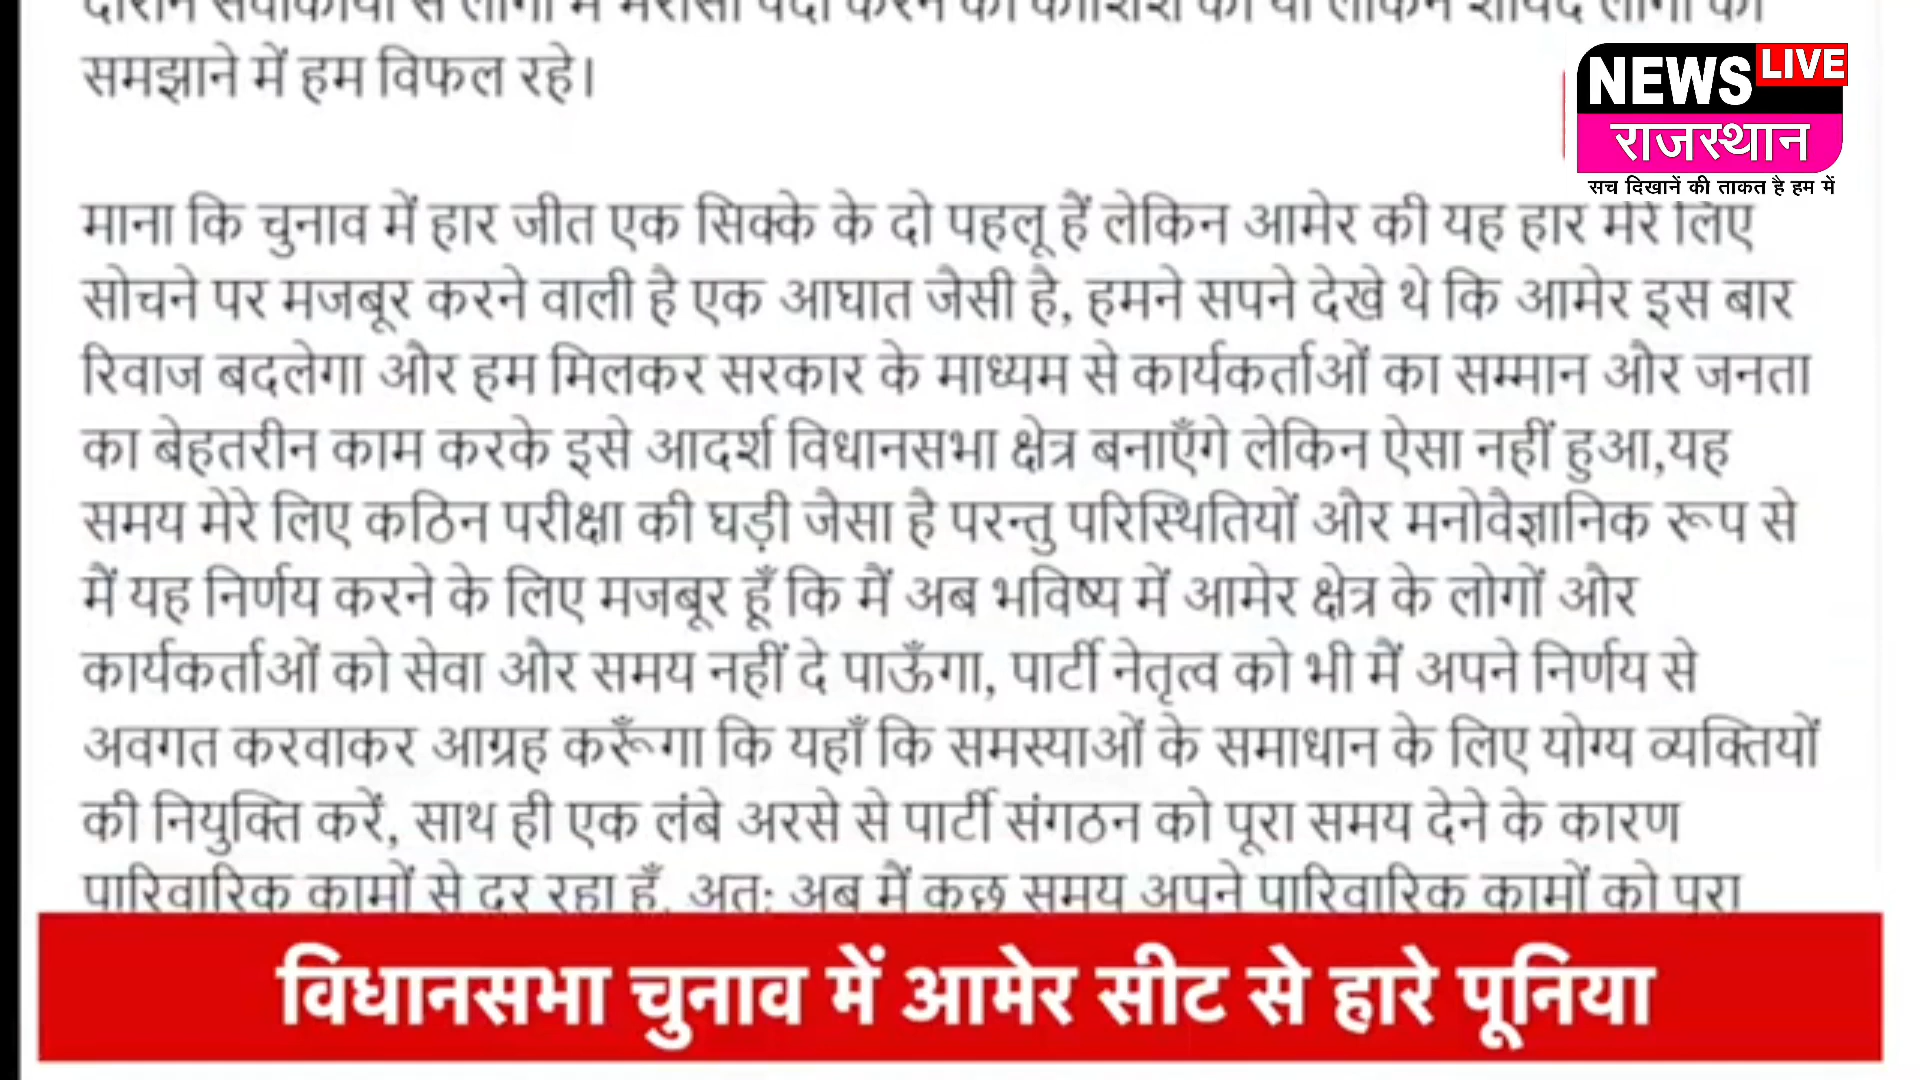 दौरान सेवाकार्यों से लोगों में भरोसा पैदा करने की कोशिश की थी लेकिन शायद लोगों को
समझाने में हम विफल रहे।
NEWS LIVE
राजस्थान
सच दिखानें की ताकत है हम में
माना कि चुनाव में हार जीत एक सिक्के के दो पहलू हैं लेकिन आमेर की यह हार मेरे लिए
सोचने पर मजबूर करने वाली है एक आघात जैसी है, हमने सपने देखे थे कि आमेर इस बार
रिवाज बदलेगा और हम मिलकर सरकार के माध्यम से कार्यकर्ताओं का सम्मान और जनता
का बेहतरीन काम करके इसे आदर्श विधानसभा क्षेत्र बनाएँगे लेकिन ऐसा नहीं हुआ,यह
समय मेरे लिए कठिन परीक्षा की घड़ी जैसा है परन्तु परिस्थितियों और मनोवैज्ञानिक रूप से
मैं यह निर्णय करने के लिए मजबूर हूँ कि मैं अब भविष्य में आमेर क्षेत्र के लोगों और
कार्यकर्ताओं को सेवा और समय नहीं दे पाऊँगा, पार्टी नेतृत्व को भी मैं अपने निर्णय से
अवगत करवाकर आग्रह करूँगा कि यहाँ कि समस्याओं के समाधान के लिए योग्य व्यक्तियों
की नियुक्ति करें, साथ ही एक लंबे अरसे से पार्टी संगठन को पूरा समय देने के कारण
पारिवारिक कामों से दूर रहा हूँ, अत: अब मैं कुछ समय अपने पारिवारिक कामों को पूरा
विधानसभा चुनाव में आमेर सीट से हारे पूनिया